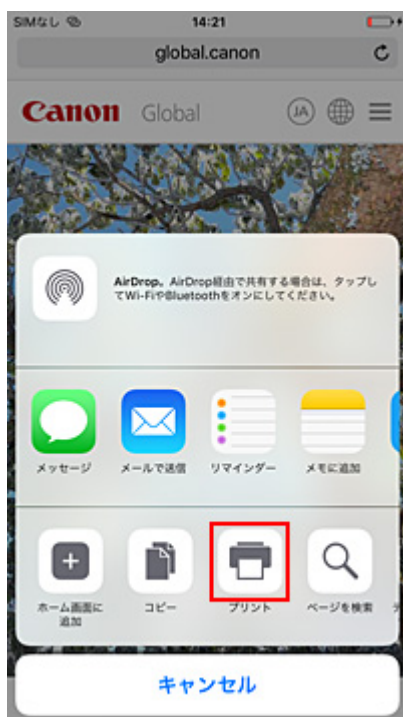 SIMなし 14:21
global.canon
Canon Global JA
AirDrop。AirDrop経由で共有する場合は、タップし
てWi-FiやBluetoothをオンにしてください。
メッセージ メールで送信 リマインダー メモに追加
ホーム画面に コピー プリント ページを検索
追加
キャンセル